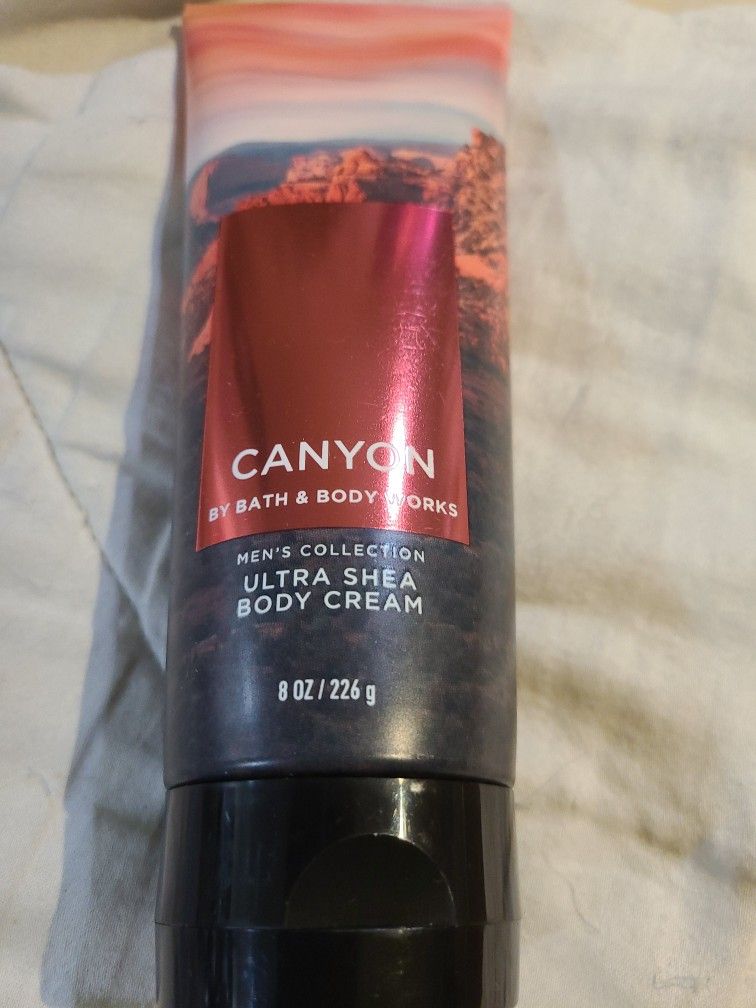 CANYON
BY BATH & BODY WORKS
MEN'S COLLECTION
ULTRA SHEA
BODY CREAM
8 OZ / 226 g